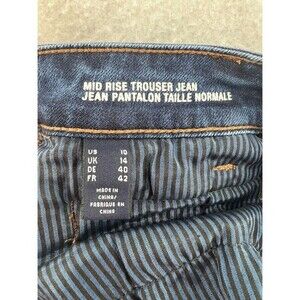 MID RISE TROUSER JEAN
JEAN PANTALON TAILLE NORMALE
US 10
UK 14
DE 40
FR 42
MADE IN
CHINA/
FABRIQUÉ EN
CHINE